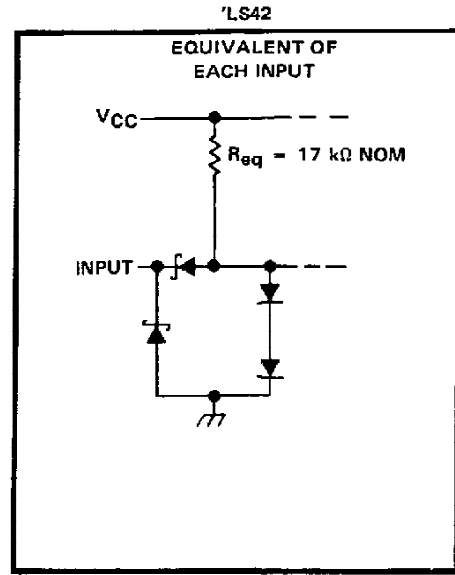 'LS42
EQUIVALENT OF
EACH INPUT
VCC
Req = 17 kΩ NOM
INPUT